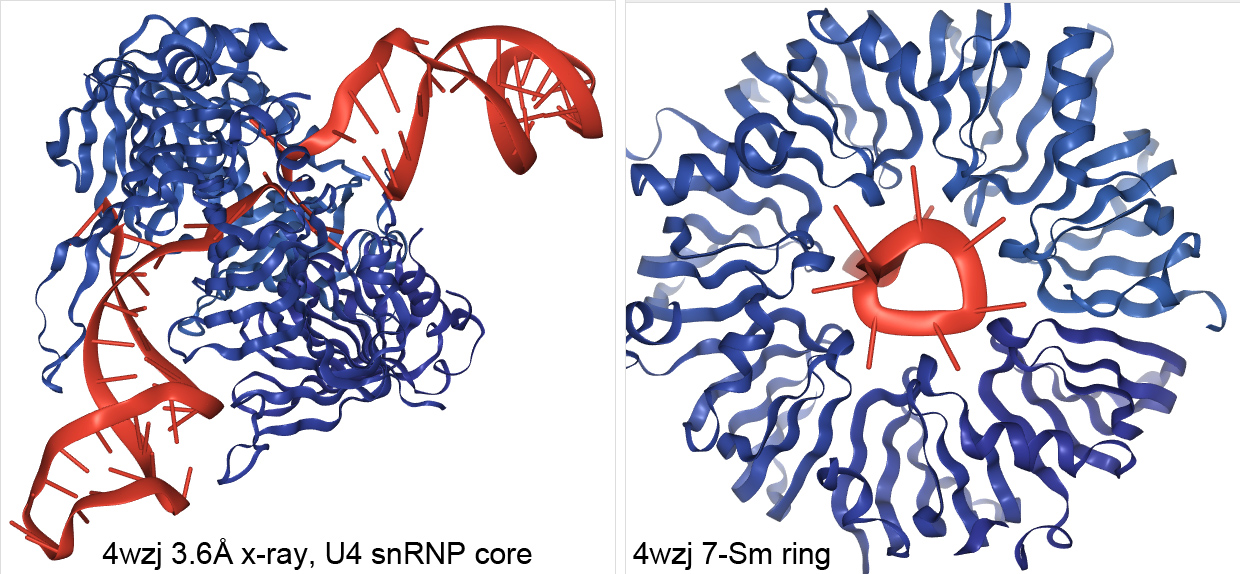 4wzj 3.6Å x-ray, U4 snRNP core
4wzj 7-Sm ring